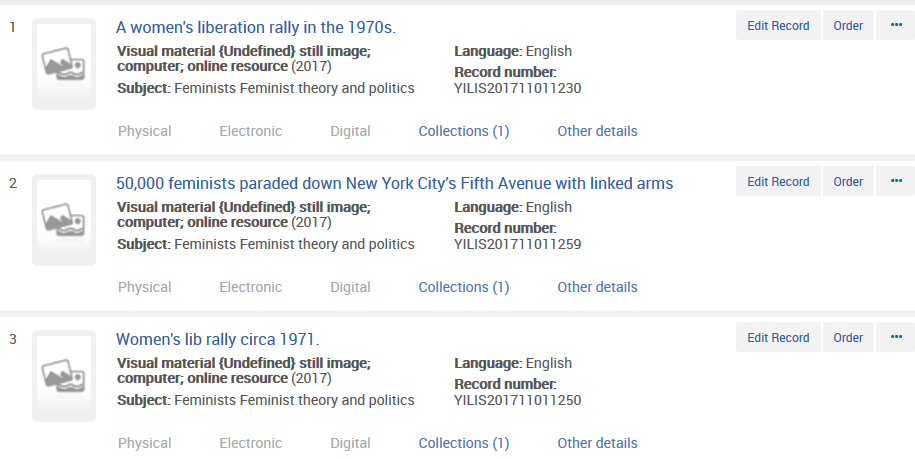 1
A women's liberation rally in the 1970s.
Edit Record Order ...
Visual material {Undefined} still image;
computer; online resource (2017)
Subject: Feminists Feminist theory and politics
Language: English
Record number:
YILIS201711011230
Physical Electronic Digital Collections (1) Other details
2
50,000 feminists paraded down New York City's Fifth Avenue with linked arms
Edit Record Order ...
Visual material {Undefined} still image;
computer; online resource (2017)
Subject: Feminists Feminist theory and politics
Language: English
Record number:
YILIS201711011259
Physical Electronic Digital Collections (1) Other details
3
Women's lib rally circa 1971.
Edit Record Order ...
Visual material {Undefined} still image;
computer; online resource (2017)
Subject: Feminists Feminist theory and politics
Language: English
Record number:
YILIS201711011250
Physical Electronic Digital Collections (1) Other details